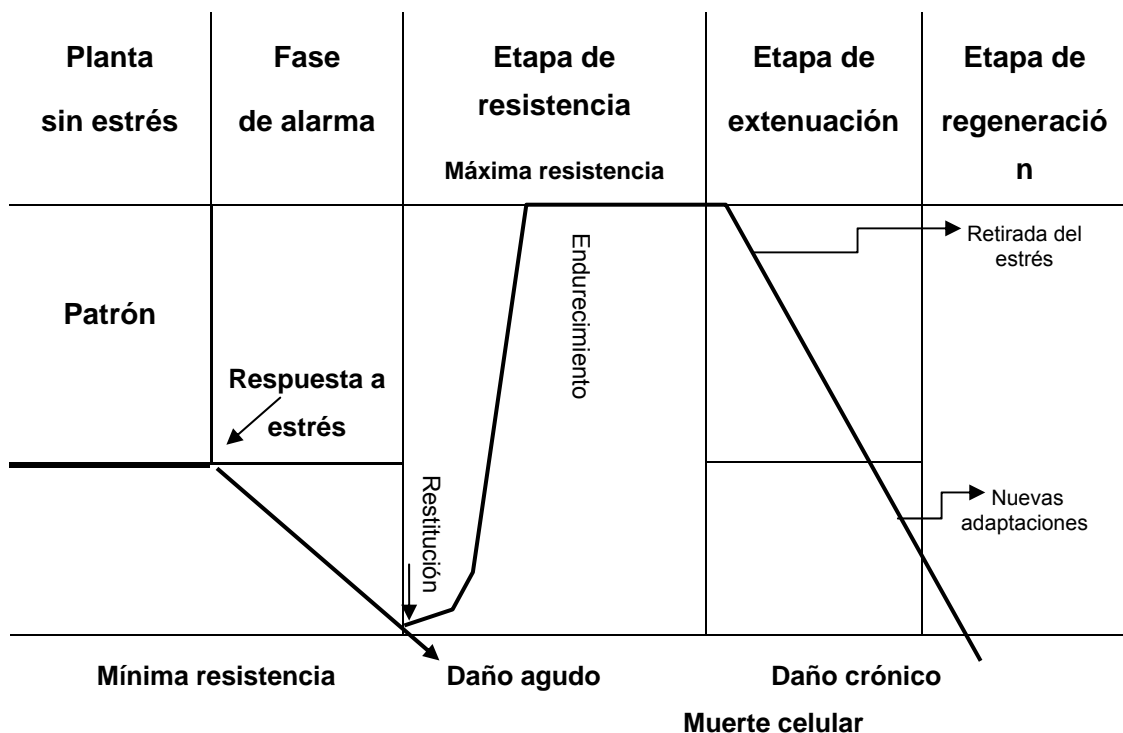 Planta
sin estrés
Fase
de alarma
Etapa de
resistencia
Máxima resistencia
Etapa de
extenuación
Etapa de
regeneració
n
Patrón
Respuesta a
estrés
Restitución
Endurecimiento
Retirada del
estrés
Nuevas
adaptaciones
Mínima resistencia
Daño agudo
Daño crónico
Muerte celular